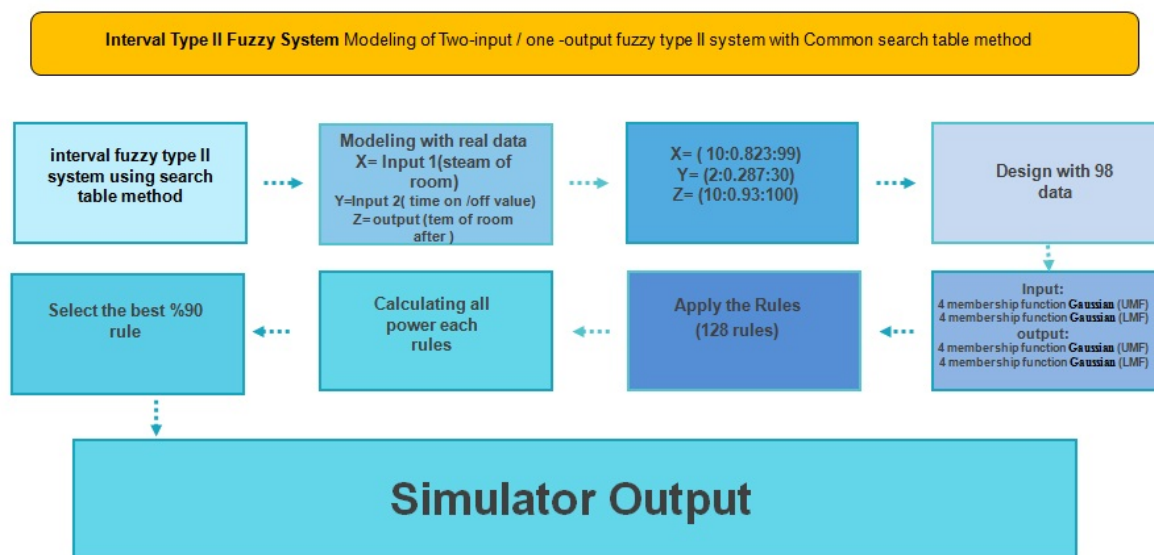 Interval Type II Fuzzy System Modeling of Two-input / one -output fuzzy type II system with Common search table method
interval fuzzy type II
system using search
table method
Modeling with real data
X= Input 1(steam of
room)
Y=Input 2( time on /off value)
Z= output (tem of room
after )
X= ( 10:0.823:99)
Y= (2:0.287:30)
Z= (10:0.93:100)
Design with 98
data
Input:
4 membership function Gaussian (UMF)
4 membership function Gaussian (LMF)
output:
4 membership function Gaussian (UMF)
4 membership function Gaussian (LMF)
Apply the Rules
(128 rules)
Calculating all
power each
rules
Select the best %90
rule
Simulator Output